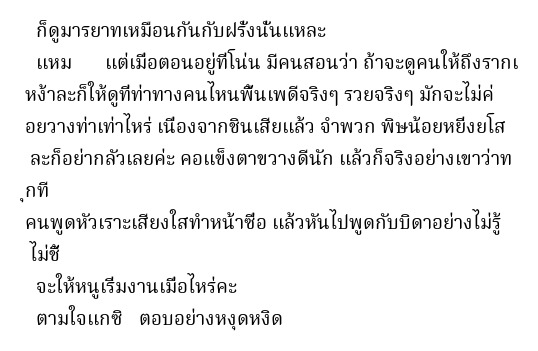 ก็ดูมารยาทเหมือนกันกับฝรั่งนั่นแหละ
แหม แต่เมื่อตอนอยู่ที่โน่น มีคนสอนว่า ถ้าจะดูคนให้ถึงรากเ
หง้าละก็ให้ดูที่ท่าทางคนไหนพื้นเพดีจริงๆ รวยจริงๆ มักจะไม่ค่
อยวางท่าเท่าไหร่ เนื่องจากชินเสียแล้ว จำพวก พิษน้อยหยิ่งยโส
ละก็อย่ากลัวเลยค่ะ คอแข็งตาขวางดีนัก แล้วก็จริงอย่างเขาว่าท
ุกที
คนพูดหัวเราะเสียงใสทำหน้าซื่อ แล้วหันไปพูดกับบิดาอย่างไม่รู้
ไม่ชี้
จะให้หนูเริ่มงานเมื่อไหร่คะ
ตามใจแกซิ ตอบอย่างหงุดหงิด